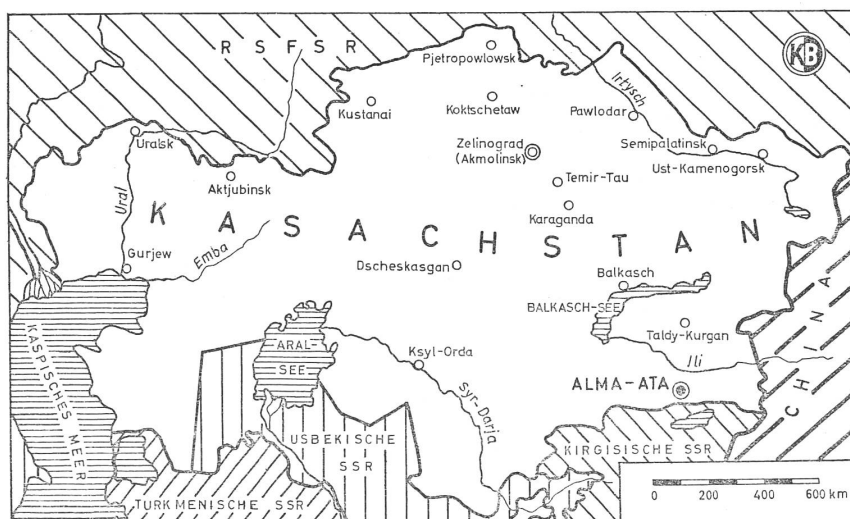 RSFSR
KB
Pjetropowlowsk
Kustanai
Koktschetaw
Irtysch
Pawlodar
Uralsk
Zelinograd
(Akmolinsk)
Semipalatinsk
Ust-Kamenogorsk
Aktjubinsk
Temir-Tau
Ural
KASACHSTAN
Karaganda
Gurjew
Emba
Dscheskasgan
Balkasch
BALKASCH-SEE
CHINA
KASPISCHES MEER
ARAL-
SEE
Ksyl-Orda
Taldy-Kurgan
Ili
Syr-Darja
ALMA-ATA
USBEKISCHE
SSR
KIRGISISCHE SSR
TURKMENISCHE SSR
0 200 400 600 km